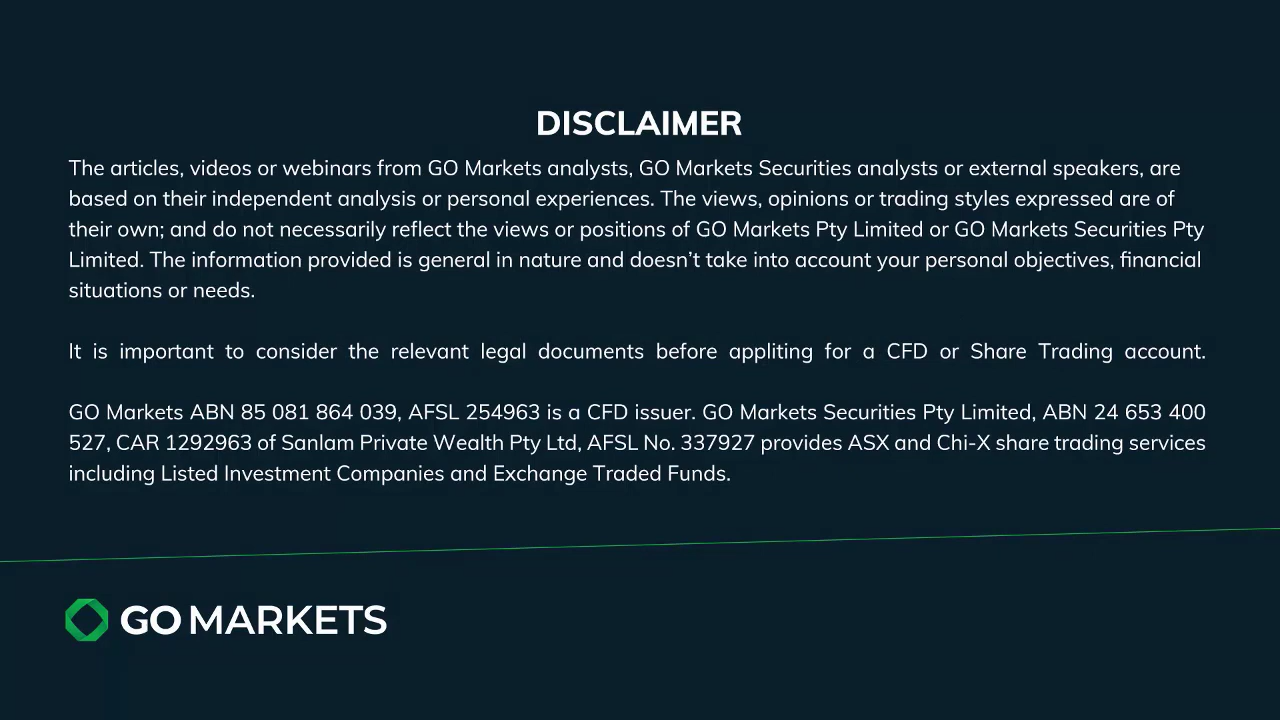 DISCLAIMER
The articles, videos or webinars from GO Markets analysts, GO Markets Securities analysts or external speakers, are
based on their independent analysis or personal experiences. The views, opinions or trading styles expressed are of
their own; and do not necessarily reflect the views or positions of GO Markets Pty Limited or GO Markets Securities Pty
Limited. The information provided is general in nature and doesn’t take into account your personal objectives, financial
situations or needs.
It is important to consider the relevant legal documents before appliting for a CFD or Share Trading account.
GO Markets ABN 85 081 864 039, AFSL 254963 is a CFD issuer. GO Markets Securities Pty Limited, ABN 24 653 400
527, CAR 1292963 of Sanlam Private Wealth Pty Ltd, AFSL No. 337927 provides ASX and Chi-X share trading services
including Listed Investment Companies and Exchange Traded Funds.
GO MARKETS